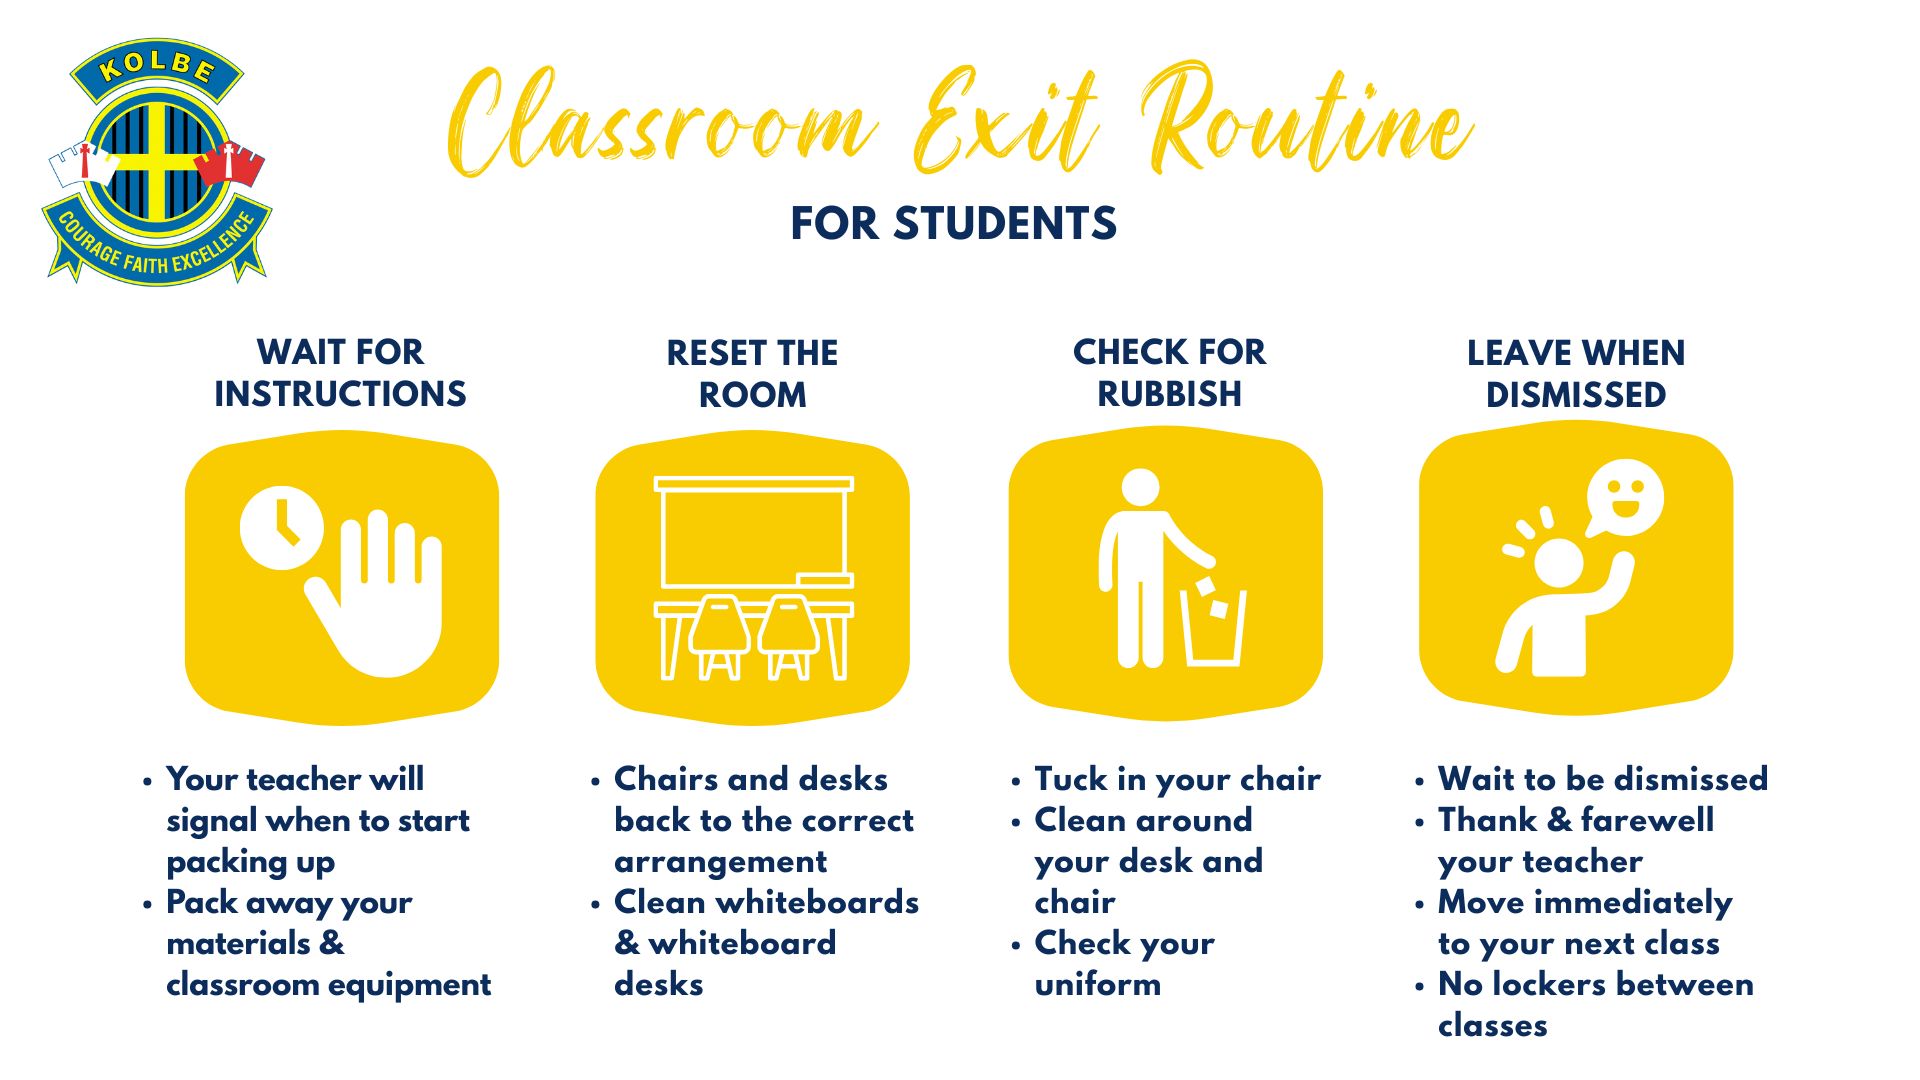 KOLBE
COURAGE FAITH EXCELLENCE
Classroom Exit Routine
FOR STUDENTS
WAIT FOR
INSTRUCTIONS
• Your teacher will
signal when to start
packing up
• Pack away your
materials &
classroom equipment
RESET THE
ROOM
• Chairs and desks
back to the correct
arrangement
• Clean whiteboards
& whiteboard
desks
CHECK FOR
RUBBISH
• Tuck in your chair
• Clean around
your desk and
chair
• Check your
uniform
LEAVE WHEN
DISMISSED
• Wait to be dismissed
• Thank & farewell
your teacher
• Move immediately
to your next class
• No lockers between
classes